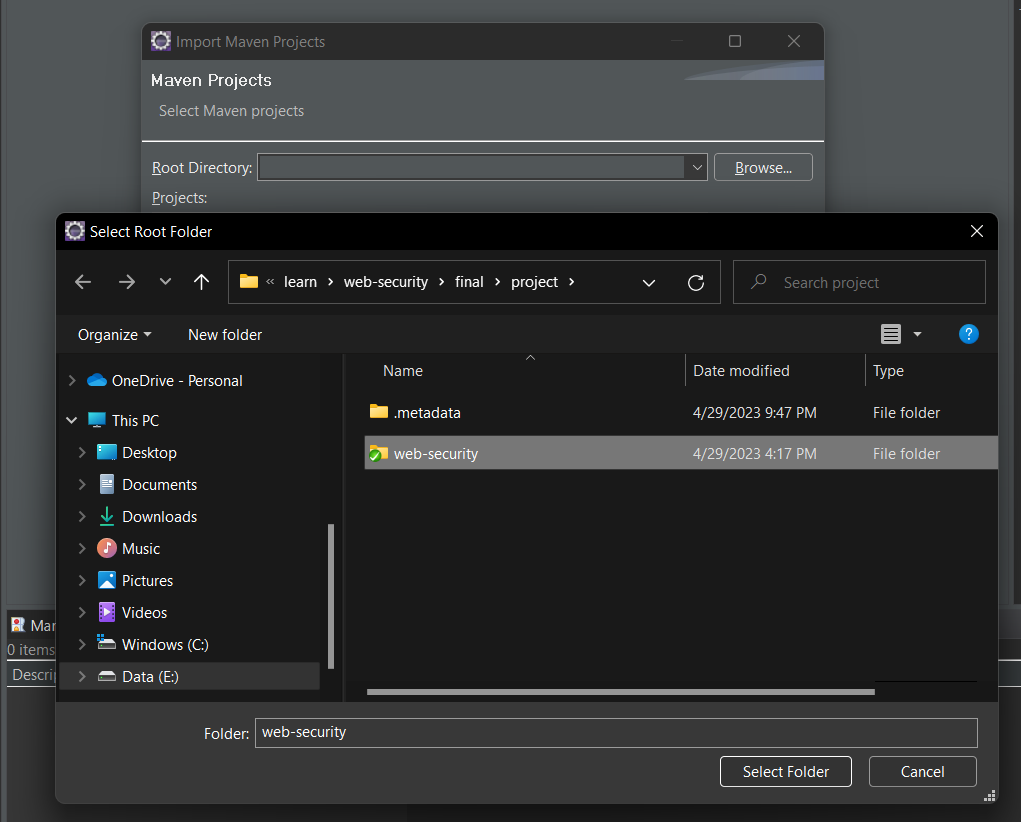 Import Maven Projects
Maven Projects
Select Maven projects
Root Directory:
Browse...
Projects:
Select Root Folder
« learn > web-security > final > project >
Search project
Organize
New folder
?
Name
Date modified
Type
OneDrive - Personal
This PC
Desktop
Documents
Downloads
Music
Pictures
Videos
Windows (C:)
Data (E:)
.metadata 4/29/2023 9:47 PM File folder
web-security 4/29/2023 4:17 PM File folder
Mar
0 items
Descrip
Folder: web-security
Select Folder
Cancel